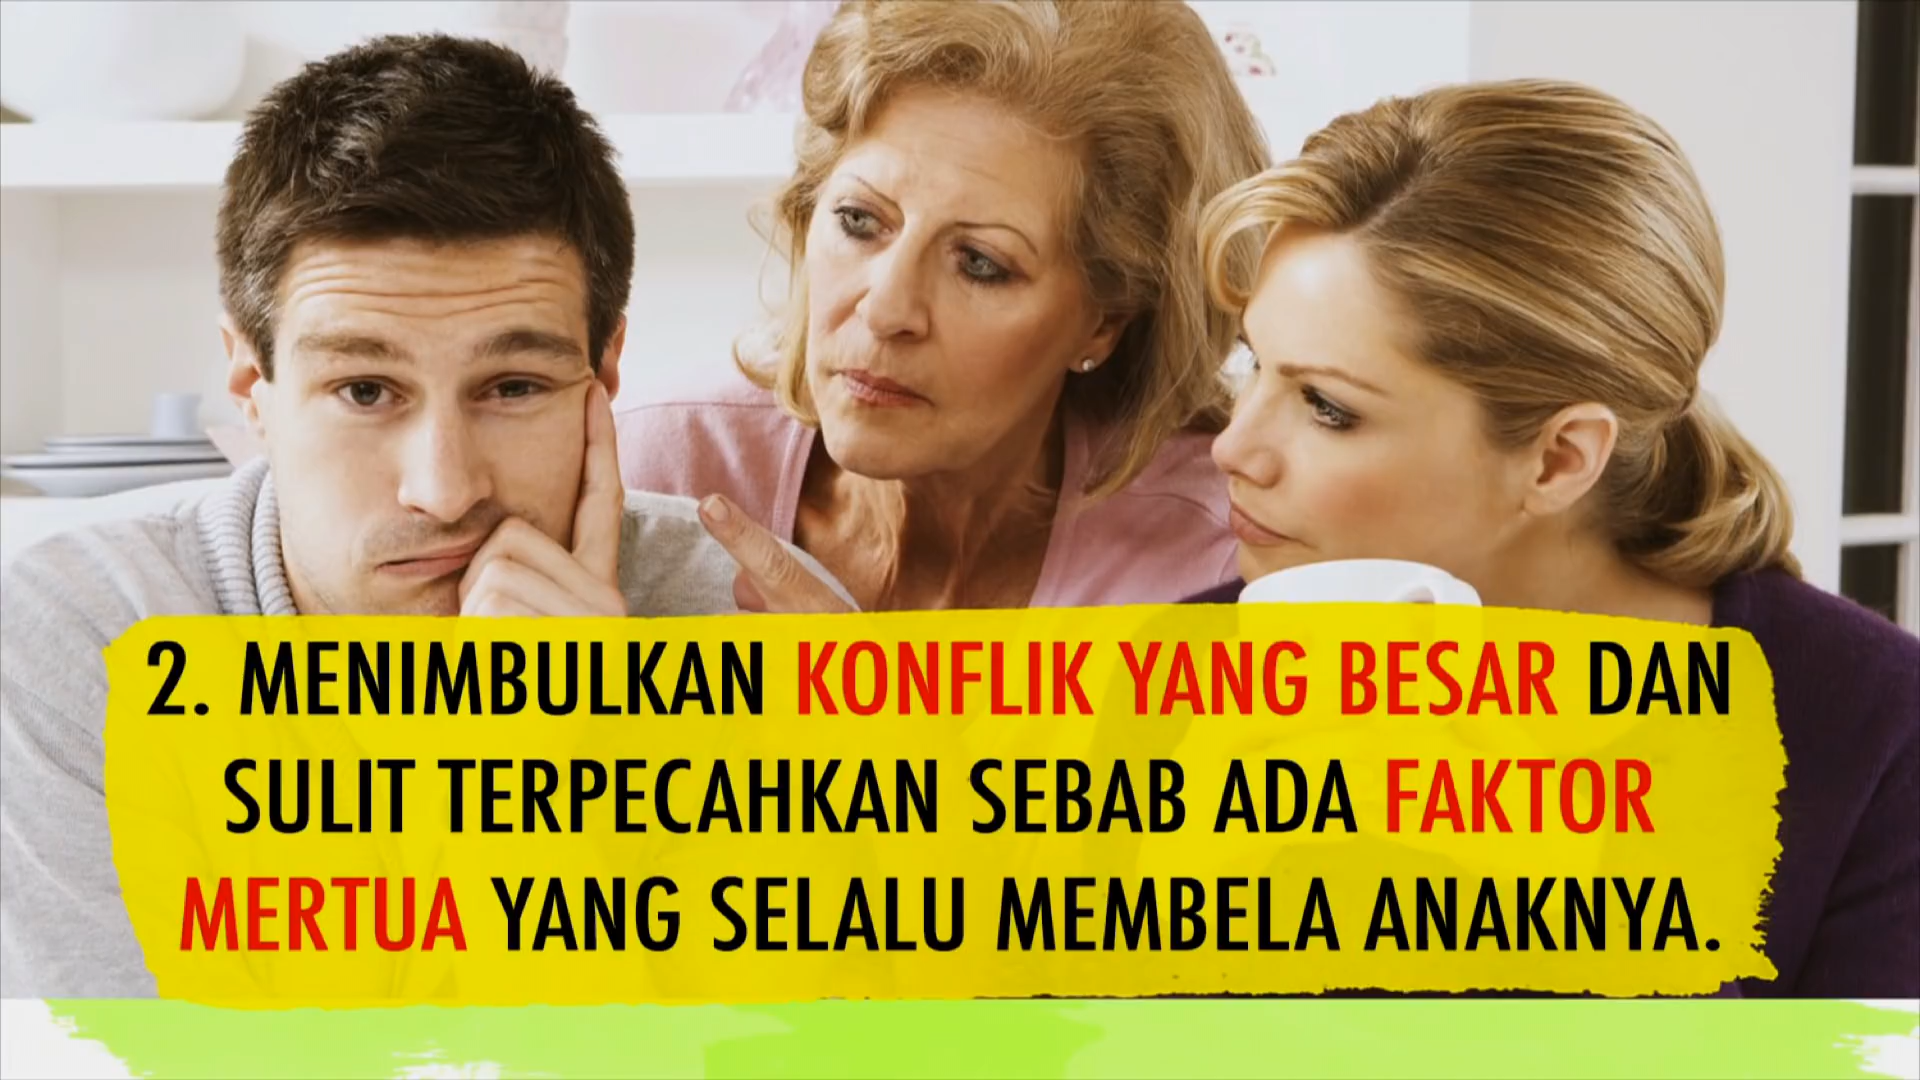 2. MENIMBULKAN KONFLIK YANG BESAR DAN
SULIT TERPECAHKAN SEBAB ADA FAKTOR
MERTUA YANG SELALU MEMBELA ANAKNYA.